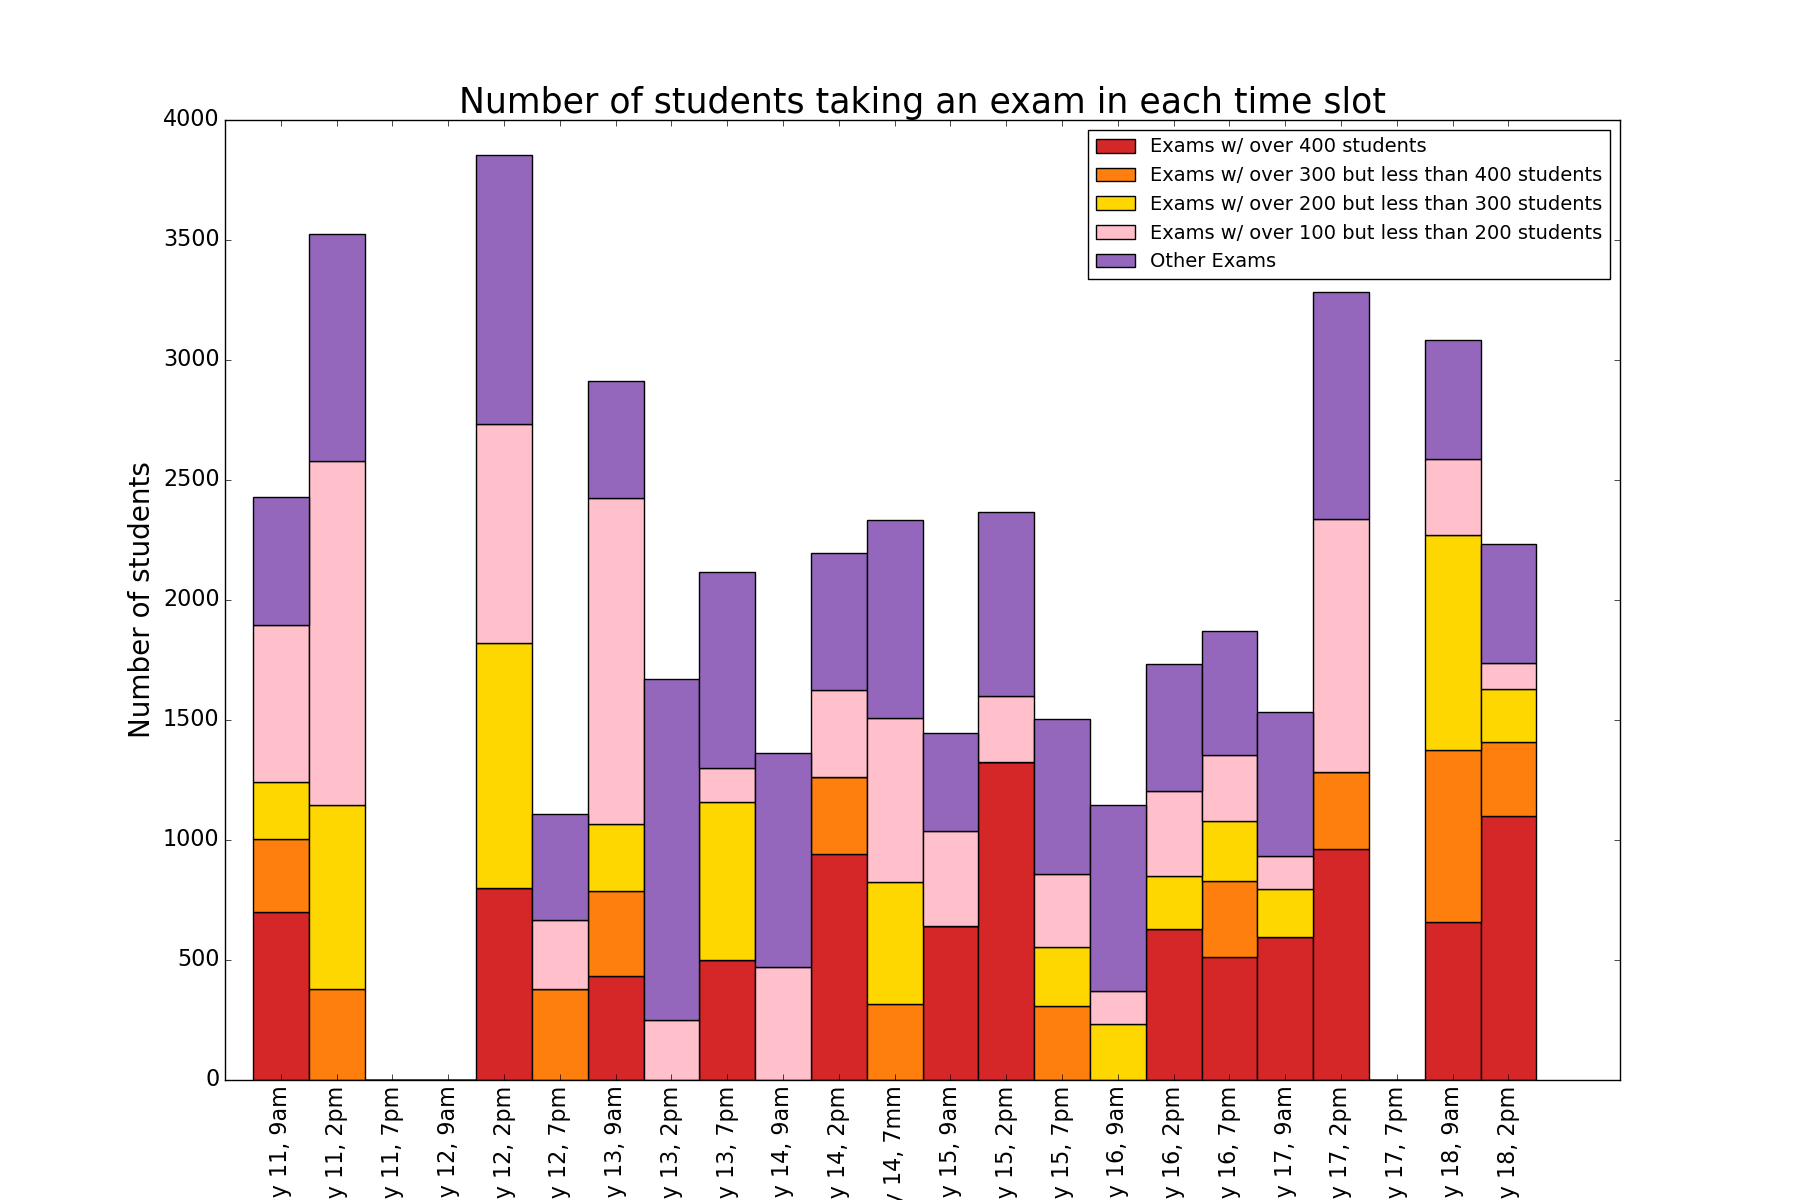 Number of students taking an exam in each time slot
Exams w/ over 400 students
Exams w/ over 300 but less than 400 students
Exams w/ over 200 but less than 300 students
Exams w/ over 100 but less than 200 students
Other Exams
Number of students
4000
3500
3000
2500
2000
1500
1000
500
0
y 11, 9am
y 11, 2pm
y 11, 7pm
y 12, 9am
y 12, 2pm
y 12, 7pm
y 13, 9am
y 13, 2pm
y 13, 7pm
y 14, 9am
y 14, 2pm
y 14, 7mm
y 15, 9am
y 15, 2pm
y 15, 7pm
y 16, 9am
y 16, 2pm
y 16, 7pm
y 17, 9am
y 17, 2pm
y 17, 7pm
y 18, 9am
y 18, 2pm